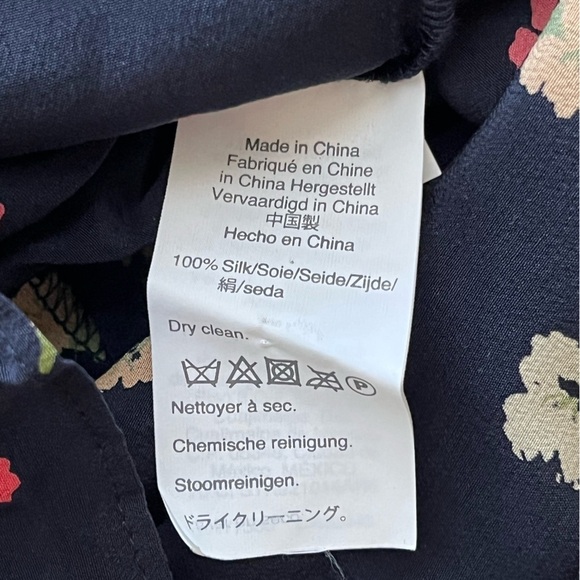 Made in China
Fabriqué en Chine
in China Hergestellt
Vervaardigd in China
中国製
Hecho en China
100% Silk/Soie/Seide/Zijde/
絹/seda
Dry clean.
P
Nettoyer à sec.
Chemische reinigung.
Stoomreinigen.
ドライクリーニング。